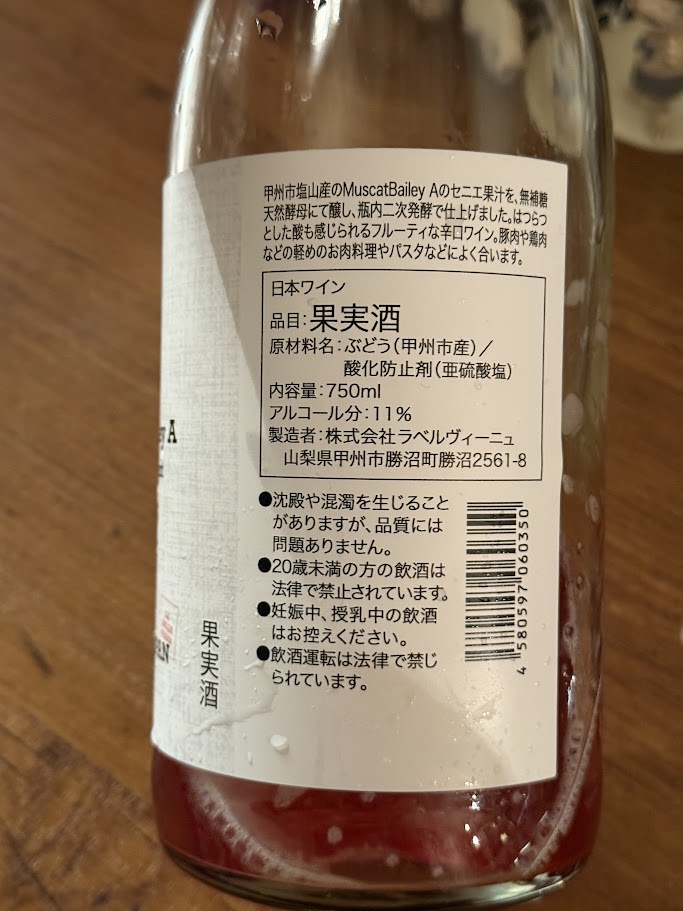 甲州市塩山産のMuscatBailey Aのセニエ果汁を、無補糖
天然酵母にて醸し、瓶内二次発酵で仕上げました。はつらつ
とした酸も感じられるフルーティな辛口ワイン。豚肉や鶏肉
などの軽めのお肉料理やパスタなどによく合います。
日本ワイン
品目:果実酒
原材料名:ぶどう(甲州市産)/
酸化防止剤(亜硫酸塩)
内容量:750ml
アルコール分:11%
製造者:株式会社ラベルヴィーニュ
山梨県甲州市勝沼町勝沼2561-8
●沈殿や混濁を生じること
がありますが、品質には
問題ありません。
●20歳未満の方の飲酒は
法律で禁止されています。
●妊娠中、授乳中の飲酒
はお控えください。
●飲酒運転は法律で禁じ
られています。
4 580597 060350
A
果実酒